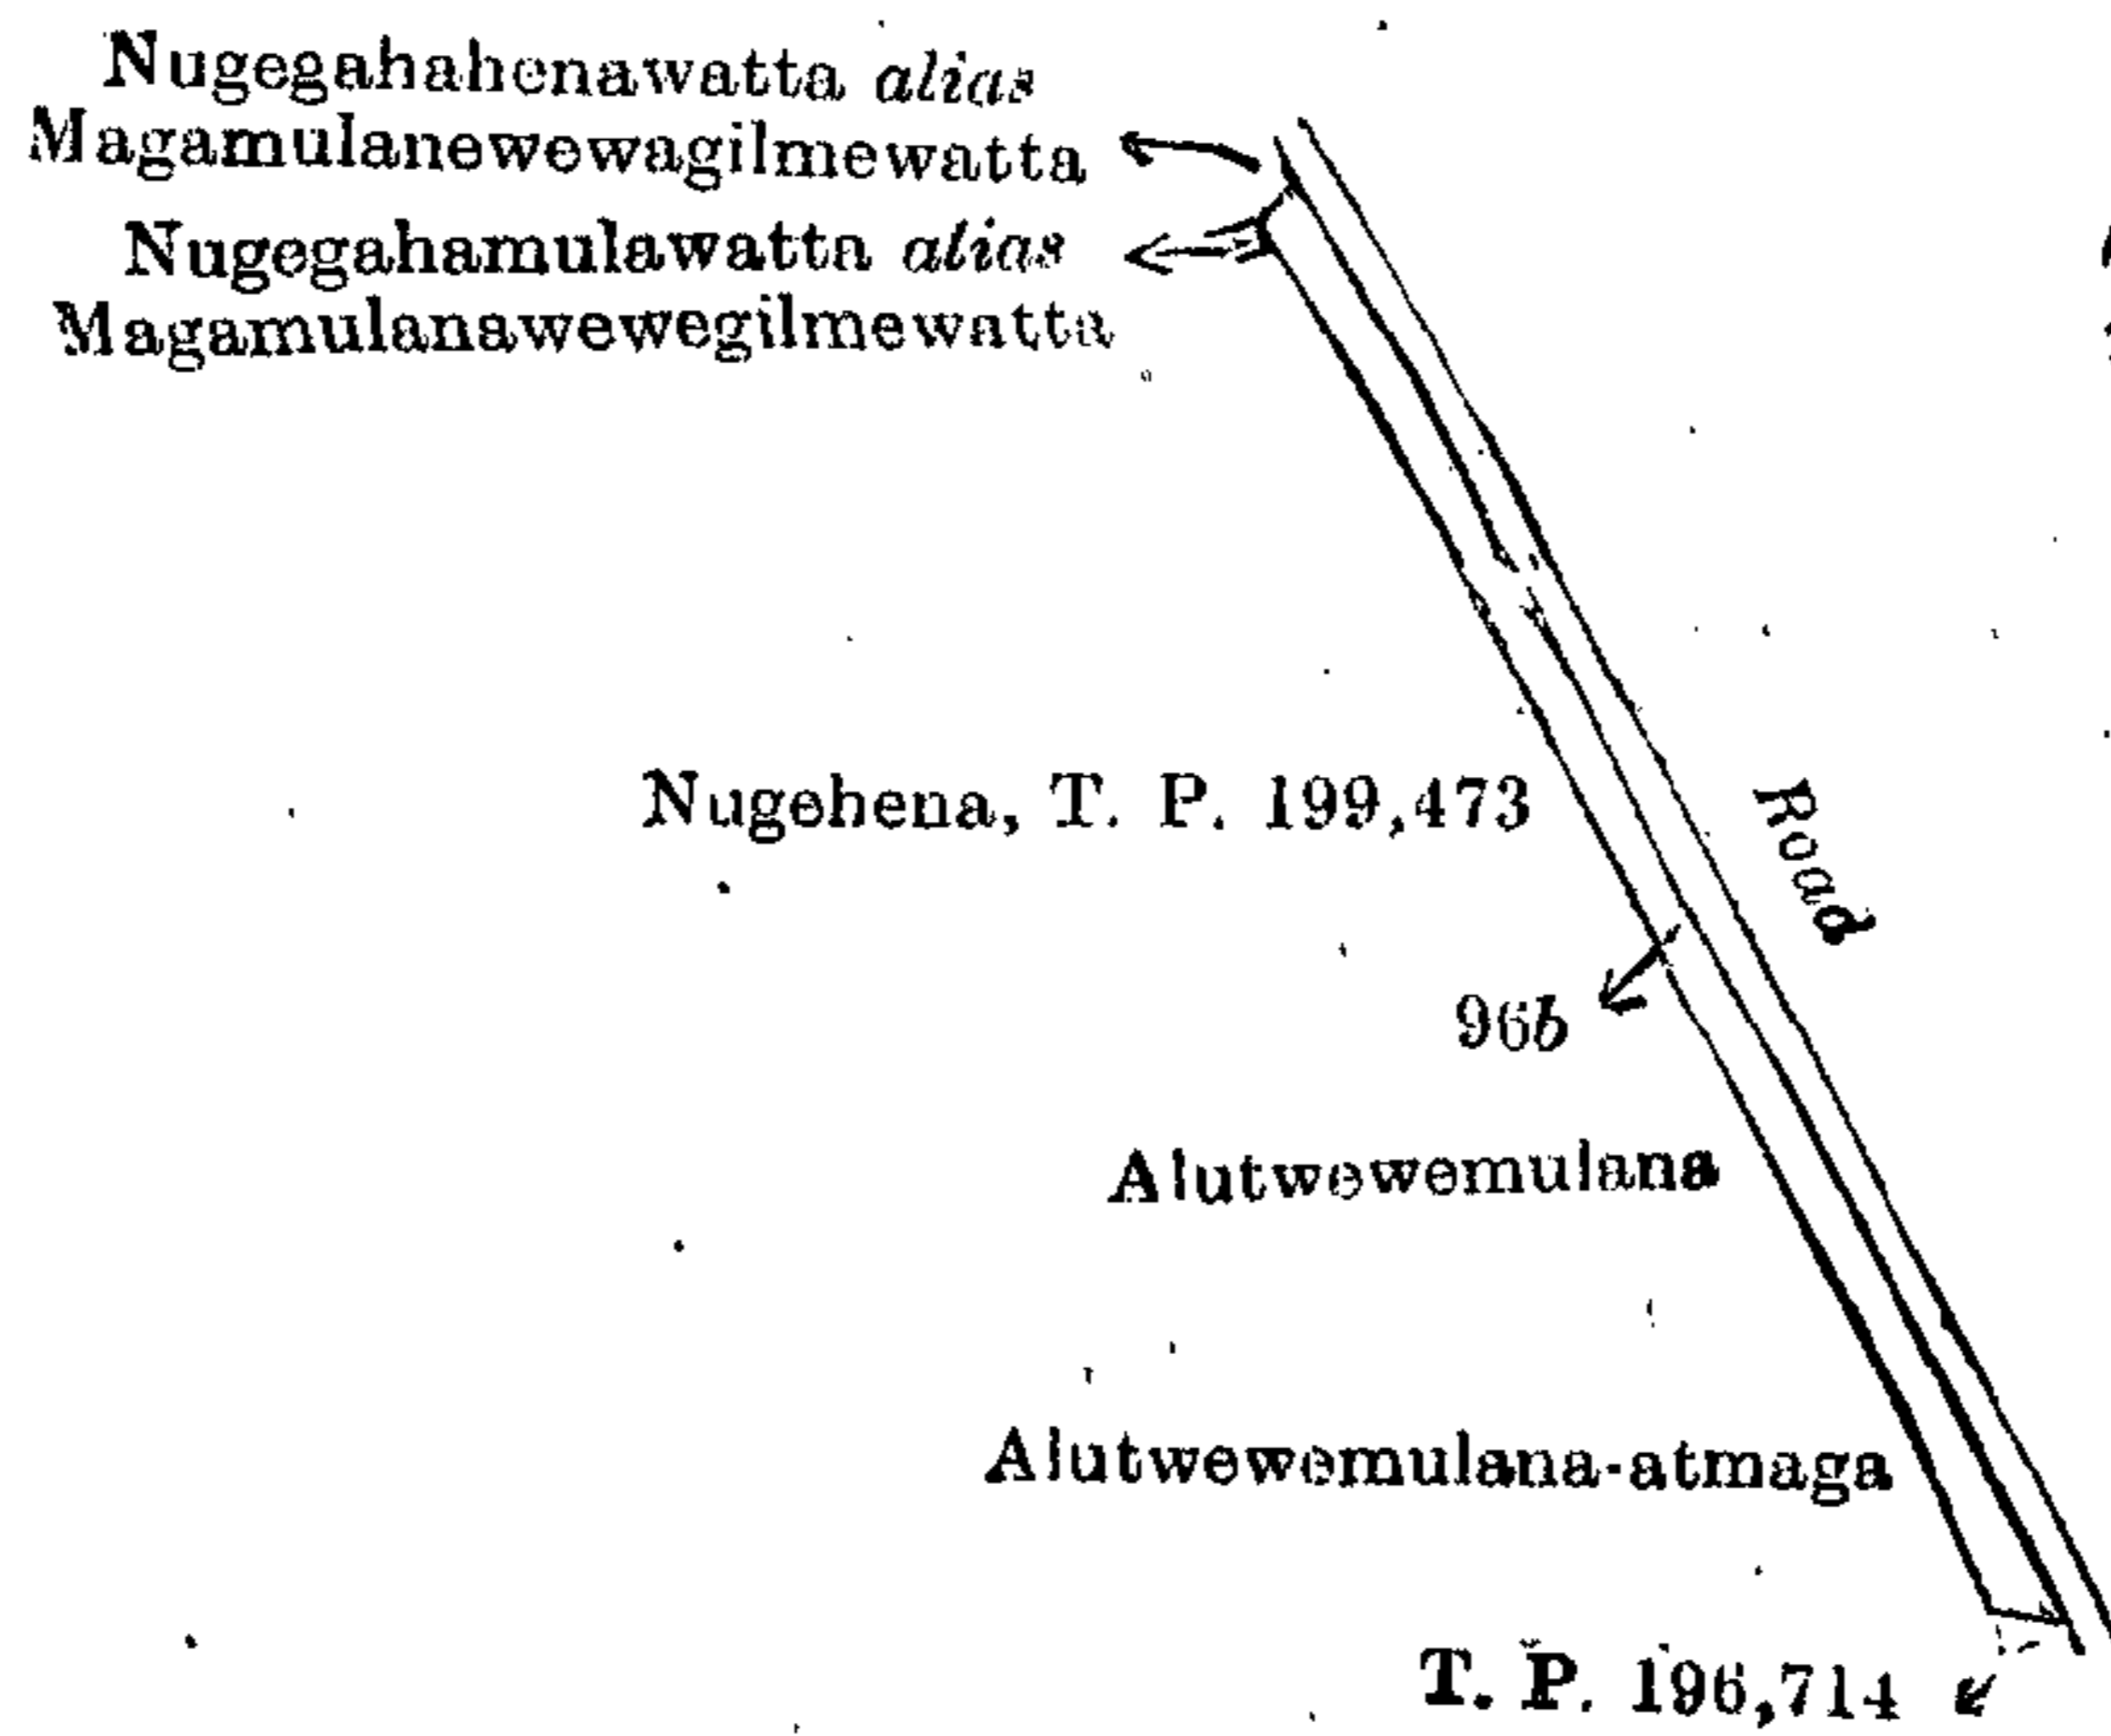 Nugegahahenawatta alias
Magamulanewewagilmewatta
Nugegahamulawatta alias
Magamulanawewegilmewatta
Nugehena, T. P. 199,473
Road
96b
Alutwewemulana
Alutwewemulana-atmaga
T. P. 196,714